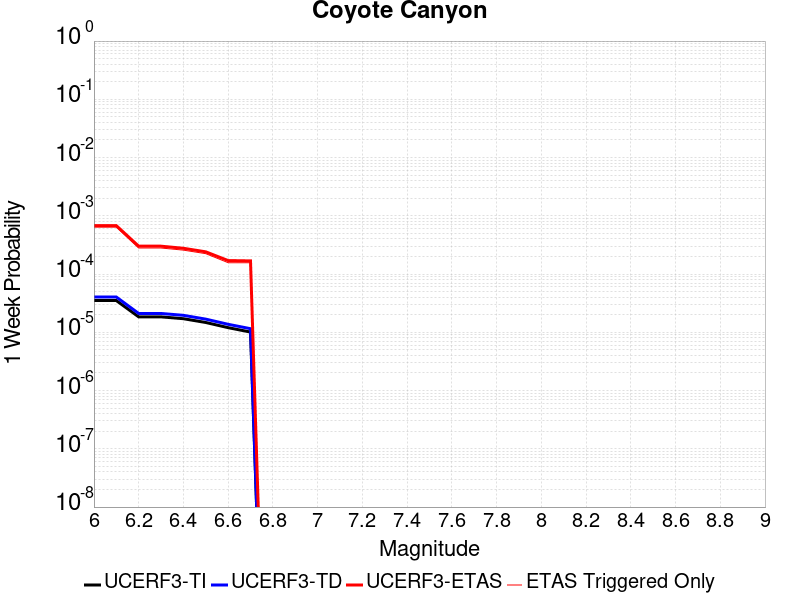 Coyote Canyon
10^0
10^-1
10^-2
10^-3
10^-4
10^-5
10^-6
10^-7
10^-8
1 Week Probability
6 6.2 6.4 6.6 6.8 7 7.2 7.4 7.6 7.8 8 8.2 8.4 8.6 8.8 9
Magnitude
UCERF3-TI UCERF3-TD UCERF3-ETAS ETAS Triggered Only